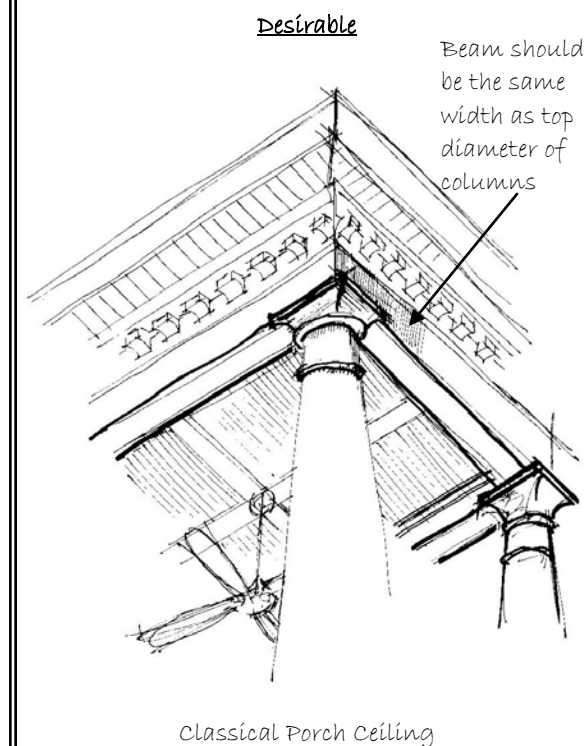 Desirable
Beam should
be the same
width as top
diameter of
columns
Classical Porch Ceiling